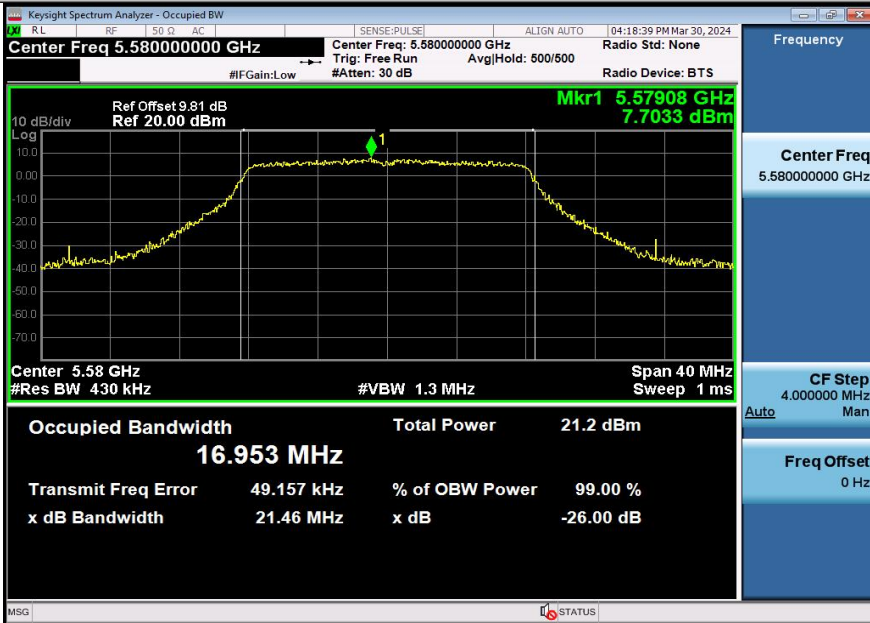 Keysight Spectrum Analyzer - Occupied BW
LXI RL RF 50 Ω AC SENSE:PULSE ALIGN AUTO 04:18:39 PM Mar 30, 2024
Center Freq 5.580000000 GHz
Center Freq: 5.580000000 GHz
Radio Std: None
Trig: Free Run Avg|Hold: 500/500
#IFGain:Low #Atten: 30 dB Radio Device: BTS
Frequency
Ref Offset 9.81 dB
Mkr1 5.57908 GHz
10 dB/div Ref 20.00 dBm 7.7033 dBm
Log
1
10.0
0.00
-10.0
-20.0
-30.0
-40.0
-50.0
-60.0
-70.0
Center 5.58 GHz Span 40 MHz
#Res BW 430 kHz #VBW 1.3 MHz Sweep 1 ms
Occupied Bandwidth Total Power 21.2 dBm
16.953 MHz
Transmit Freq Error 49.157 kHz % of OBW Power 99.00 %
x dB Bandwidth 21.46 MHz x dB -26.00 dB
Center Freq
5.580000000 GHz
CF Step
4.000000 MHz
Auto Man
Freq Offset
0 Hz
MSG STATUS